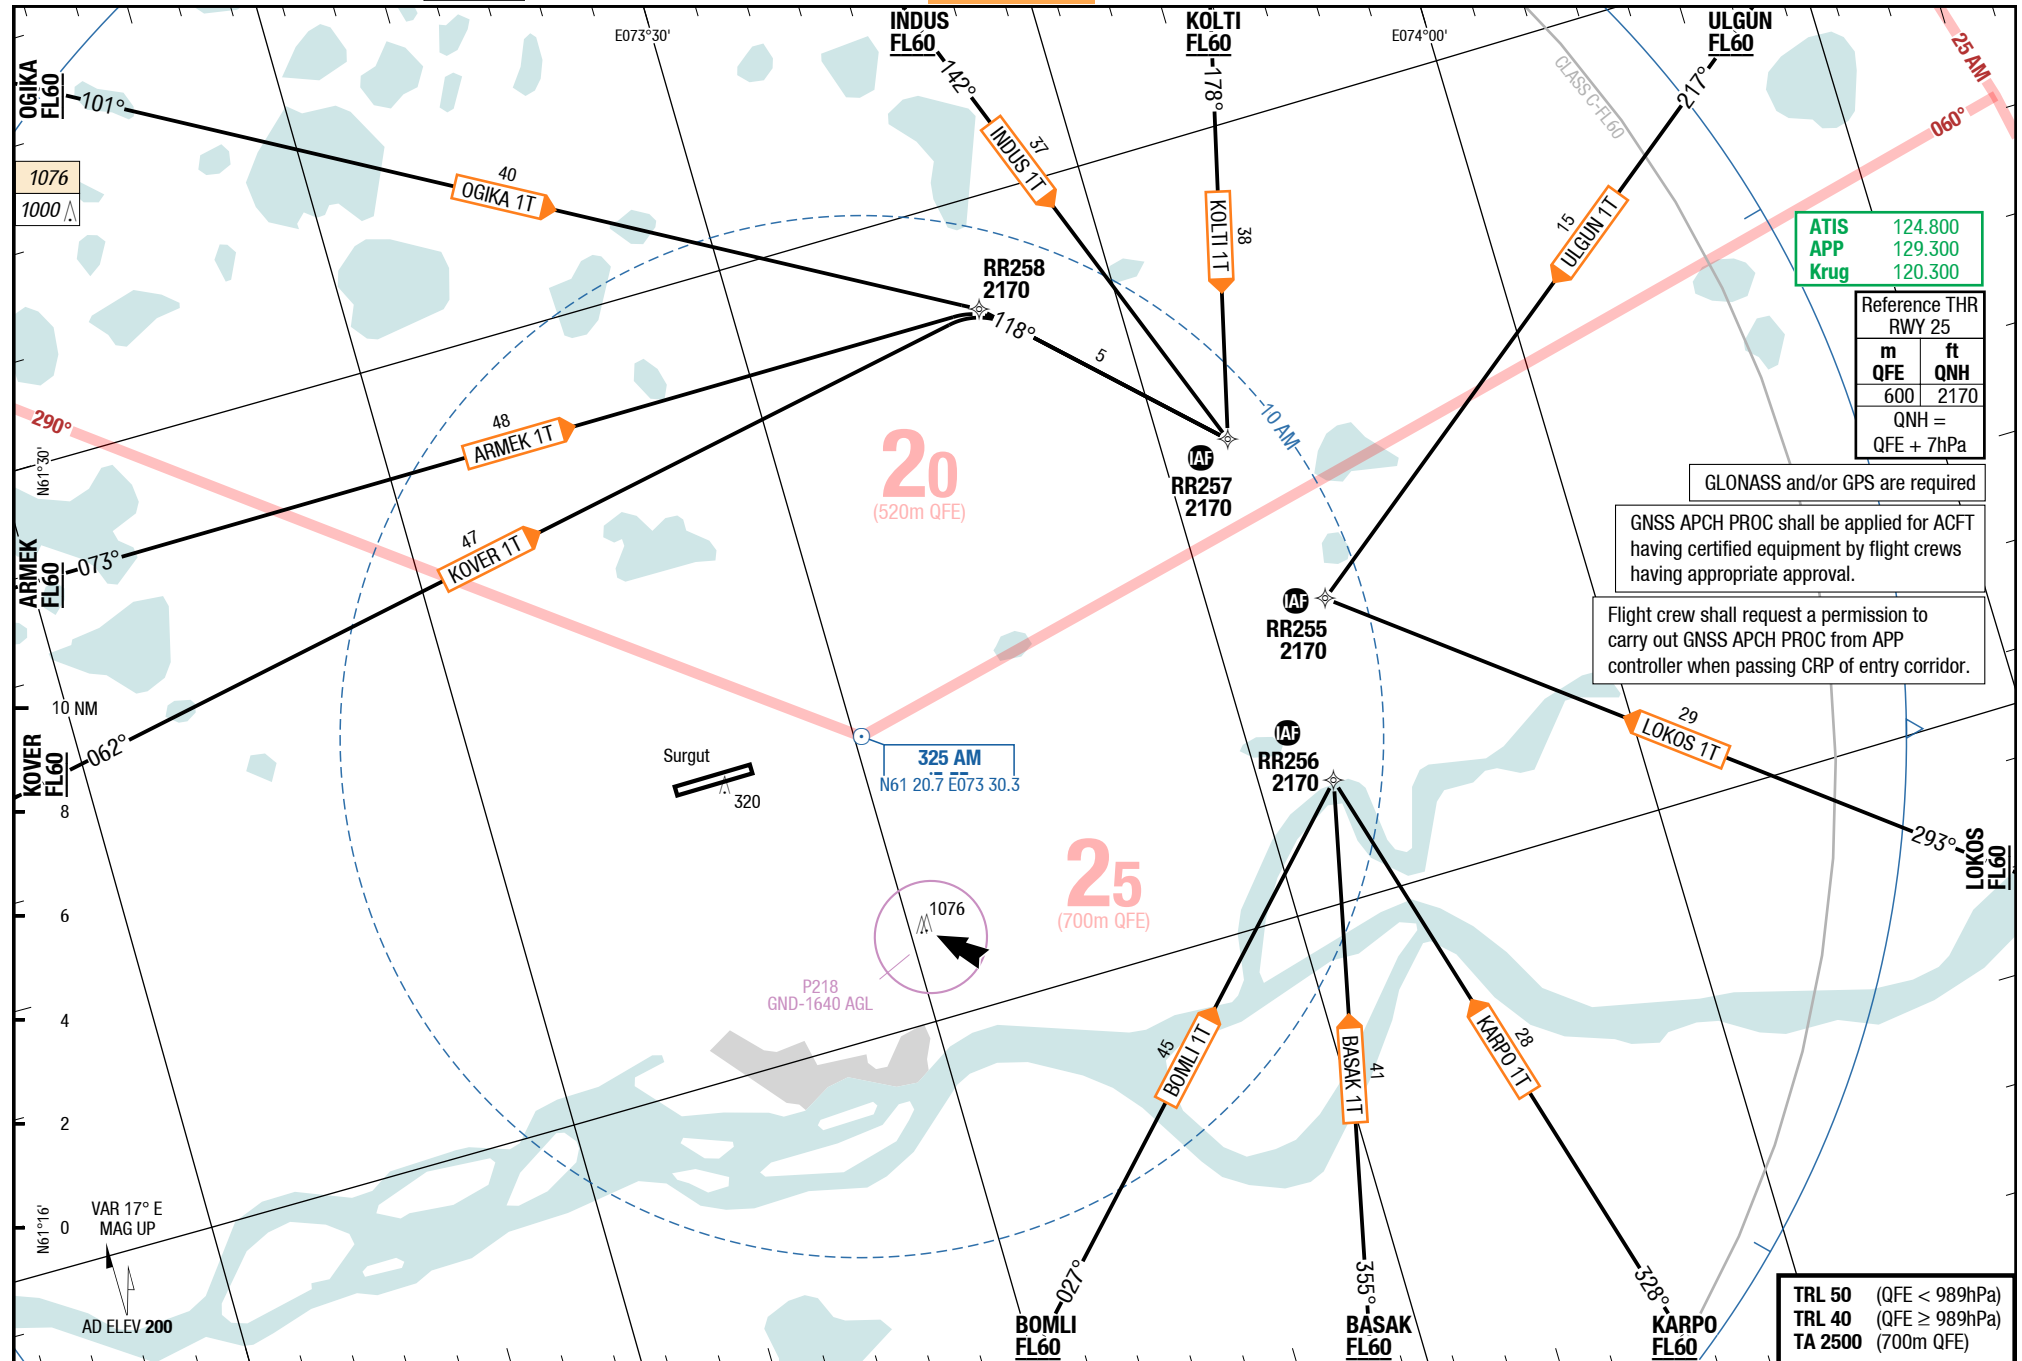 INDUS
FL60
KOLTI
FL60
ULGUN
FL60
E073°30'
E074°00'
25 AM
060°
CLASS C-FL60
OGIKA
FL60
101°
142°
178°
217°
1076
1000
40
OGIKA 1T
37
INDUS 1T
38
KOLTI 1T
15
ULGUN 1T
ATIS 124.800
APP 129.300
Krug 120.300
RR258
2170
118°
5
Reference THR
RWY 25
m ft
QFE QNH
600 2170
QNH =
QFE + 7hPa
290°
N61°30'
48
ARMEK 1T
20
(520m QFE)
10 AM
IAF
RR257
2170
GLONASS and/or GPS are required
GNSS APCH PROC shall be applied for ACFT
having certified equipment by flight crews
having appropriate approval.
ARMEK
FL60
073°
47
KOVER 1T
IAF
RR255
2170
Flight crew shall request a permission to
carry out GNSS APCH PROC from APP
controller when passing CRP of entry corridor.
10 NM
KOVER
FL60
062°
Surgut
320
325 AM
N61 20.7 E073 30.3
IAF
RR256
2170
29
LOKOS 1T
293°
LOKOS
FL60
8
6
4
2
0
25
(700m QFE)
1076
P218
GND-1640 AGL
45
BOMLI 1T
41
BASAK 1T
28
KARPO 1T
N61°16'
VAR 17° E
MAG UP
AD ELEV 200
027°
355°
328°
BOMLI
FL60
BASAK
FL60
KARPO
FL60
TRL 50 (QFE < 989hPa)
TRL 40 (QFE ≥ 989hPa)
TA 2500 (700m QFE)